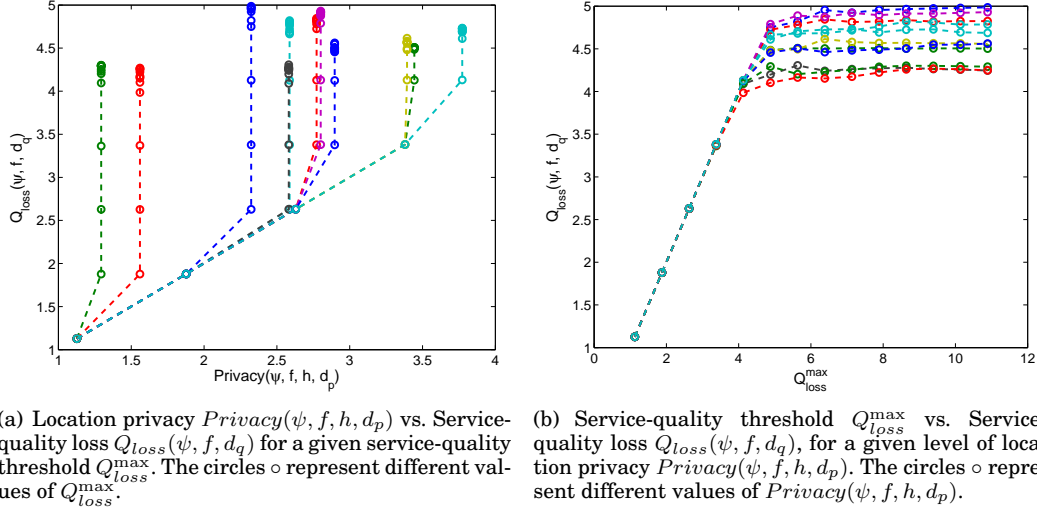 5
4.5
4
3.5
3
2.5
2
1.5
1
1 1.5 2 2.5 3 3.5 4
Q_loss(ψ, f, d_q)
Privacy(ψ, f, h, d_p)
5
4.5
4
3.5
3
2.5
2
1.5
1
0 2 4 6 8 10 12
Q_loss(ψ, f, d_q)
Q_loss^max
(a) Location privacy Privacy(ψ, f, h, d_p) vs. Service-
quality loss Q_loss(ψ, f, d_q) for a given service-quality
threshold Q_loss^max. The circles ∘ represent different val-
ues of Q_loss^max.
(b) Service-quality threshold Q_loss^max vs. Service
quality loss Q_loss(ψ, f, d_q), for a given level of loca-
tion privacy Privacy(ψ, f, h, d_p). The circles ∘ repre-
sent different values of Privacy(ψ, f, h, d_p).